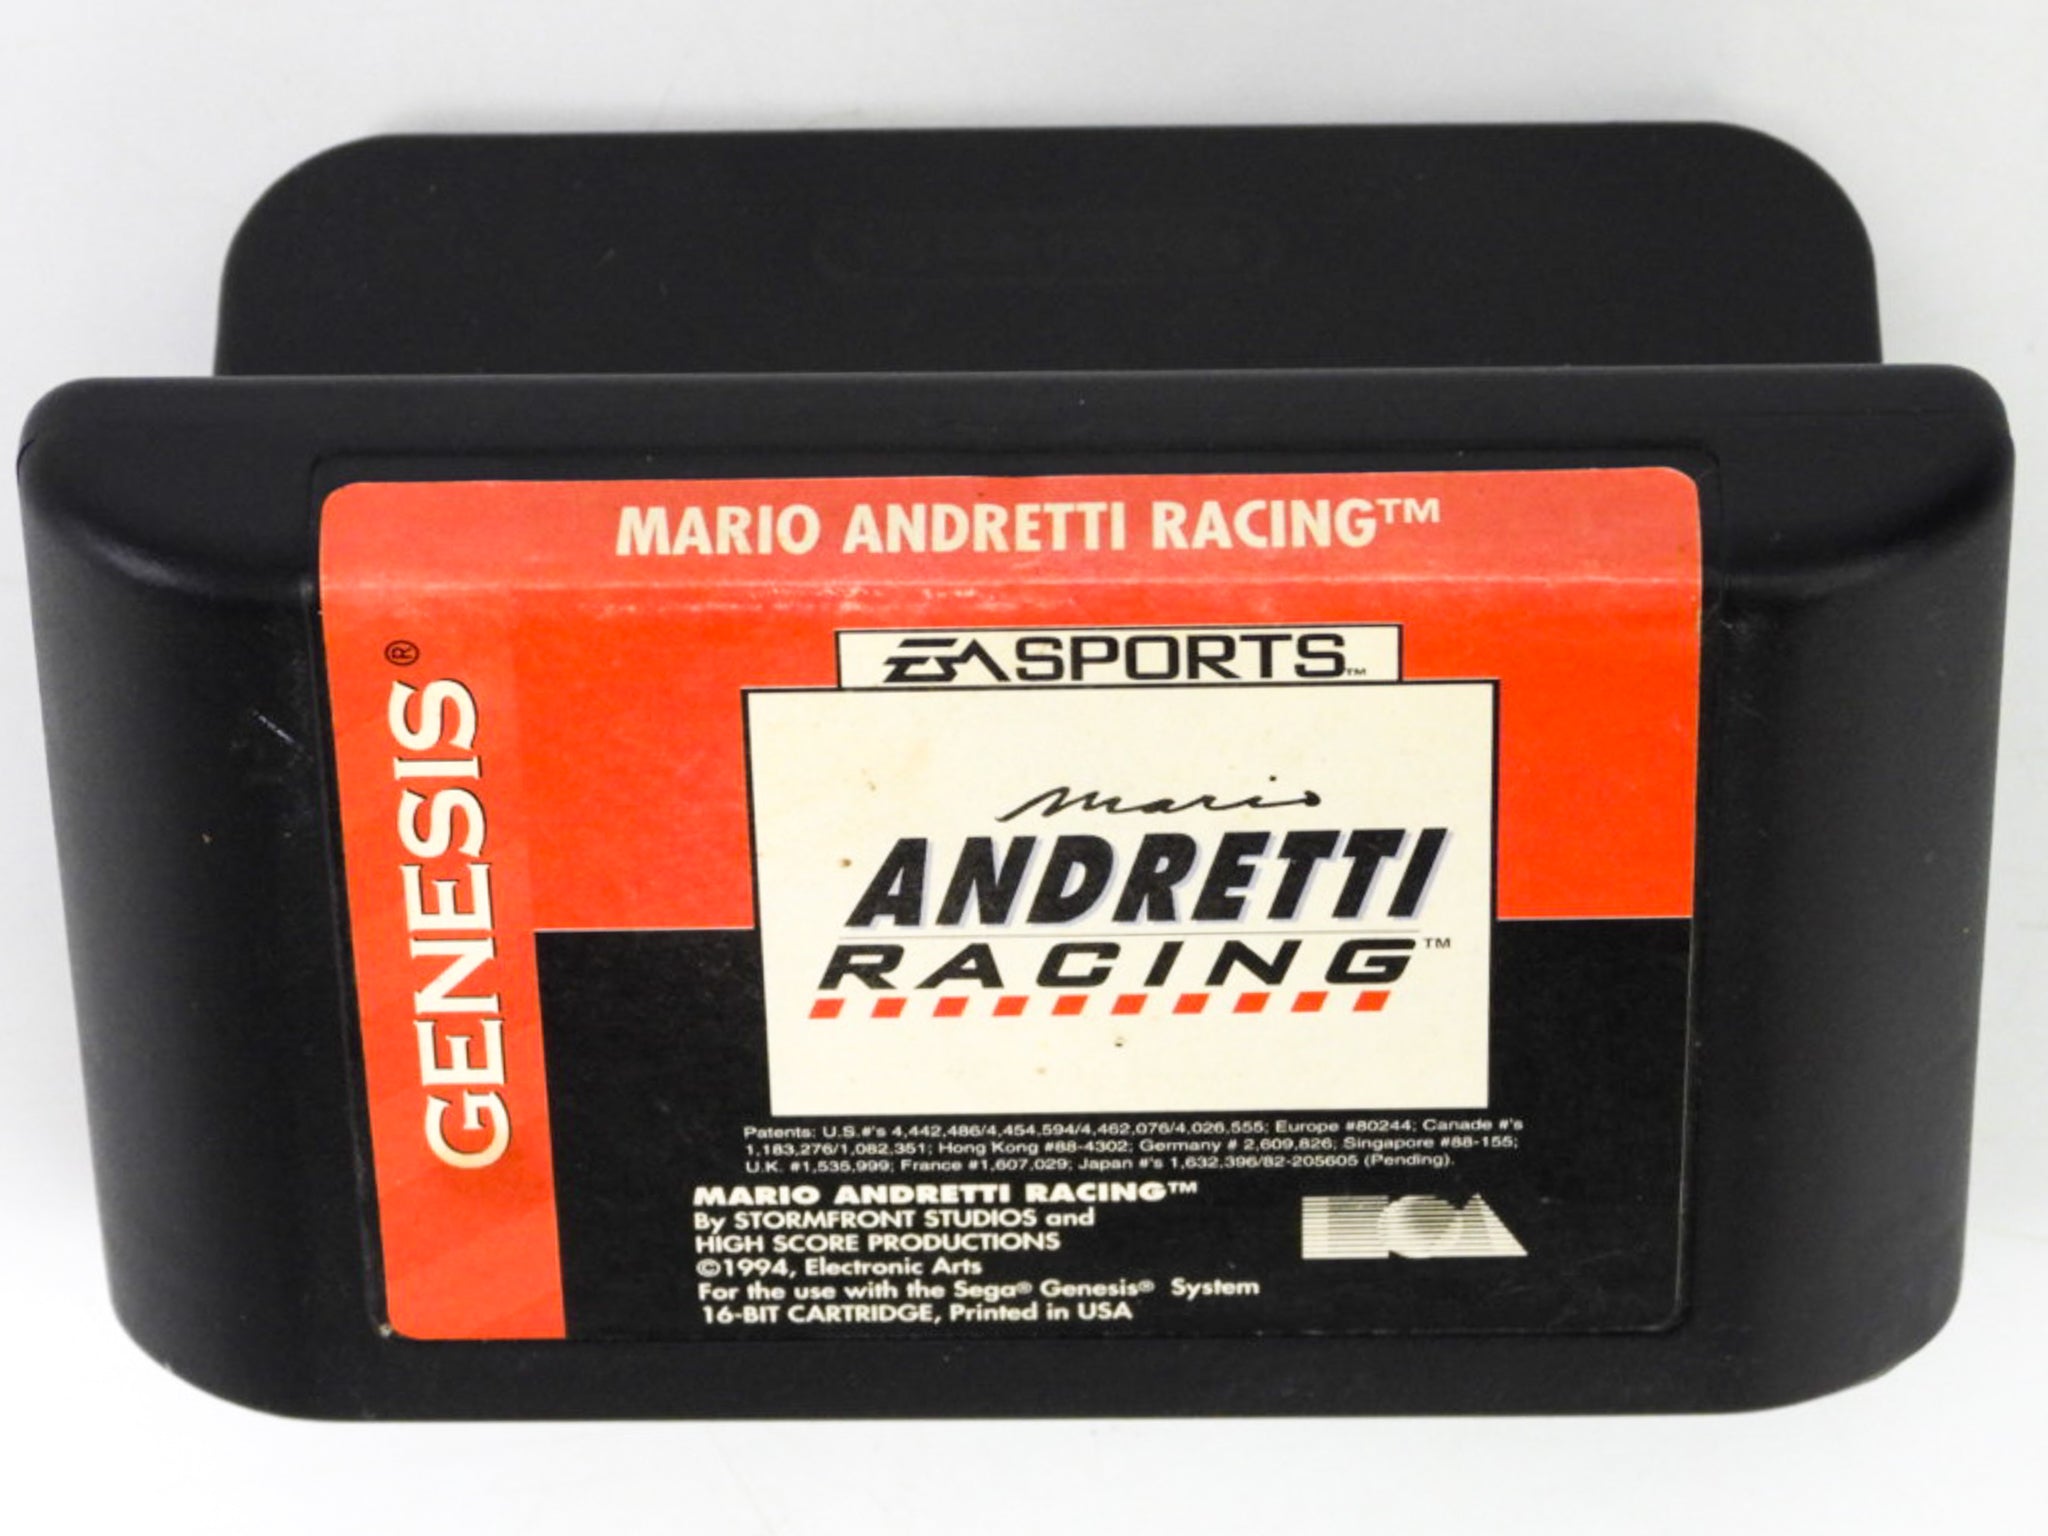 MARIO ANDRETTI RACING™
GENESIS®
EA SPORTS™
Mario
ANDRETTI
RACING™
Patents: U.S.#'s 4,442,486/4,454,594/4,462,076/4,026,555; Europe #80244; Canade #'s
1,183,276/1,082,351; Hong Kong #88-4302; Germany # 2,609,826; Singapore #88-155;
U.K. #1,535,999; France #1,607,029; Japan #'s 1,632,396/82-205605 (Pending).
MARIO ANDRETTI RACING™
By STORMFRONT STUDIOS and
HIGH SCORE PRODUCTIONS
©1994, Electronic Arts
For the use with the Sega® Genesis® System
16-BIT CARTRIDGE, Printed in USA